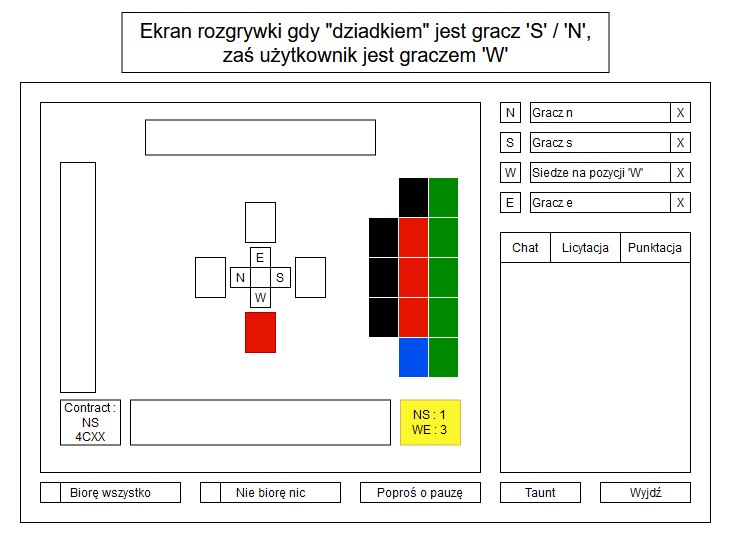 Ekran rozgrywki gdy "dziadkiem" jest gracz 'S' / 'N',
zaś użytkownik jest graczem 'W'
N
Gracz n
X
S
Gracz s
X
W
Siedze na pozycji 'W'
X
E
Gracz e
X
Chat
Licytacja
Punktacja
E
N
S
W
Contract :
NS
4CXX
NS : 1
WE : 3
Biorę wszystko
Nie biorę nic
Poproś o pauzę
Taunt
Wyjdź